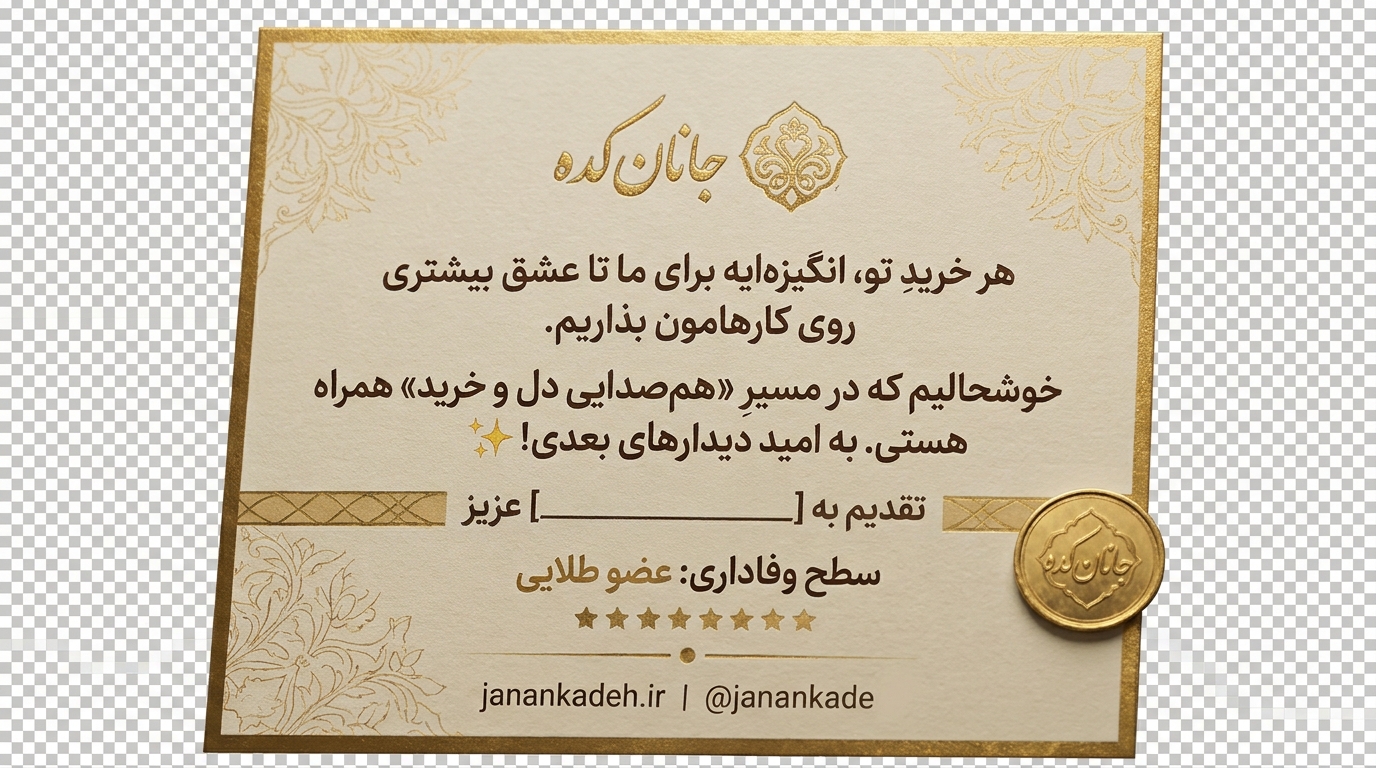 جانان کده
هر خریدِ تو، انگیزه‌ایه برای ما تا عشق بیشتری
روی کارهامون بذاریم.
خوشحالیم که در مسیرِ «هم‌صدایی دل و خرید» همراه
هستی. به امید دیدارهای بعدی! ✨
تقدیم به [ــــــــــــــــــــ] عزیز
سطح وفاداری: عضو طلایی
★★★★★★★★
janankadeh.ir | @janankade
جانان کده